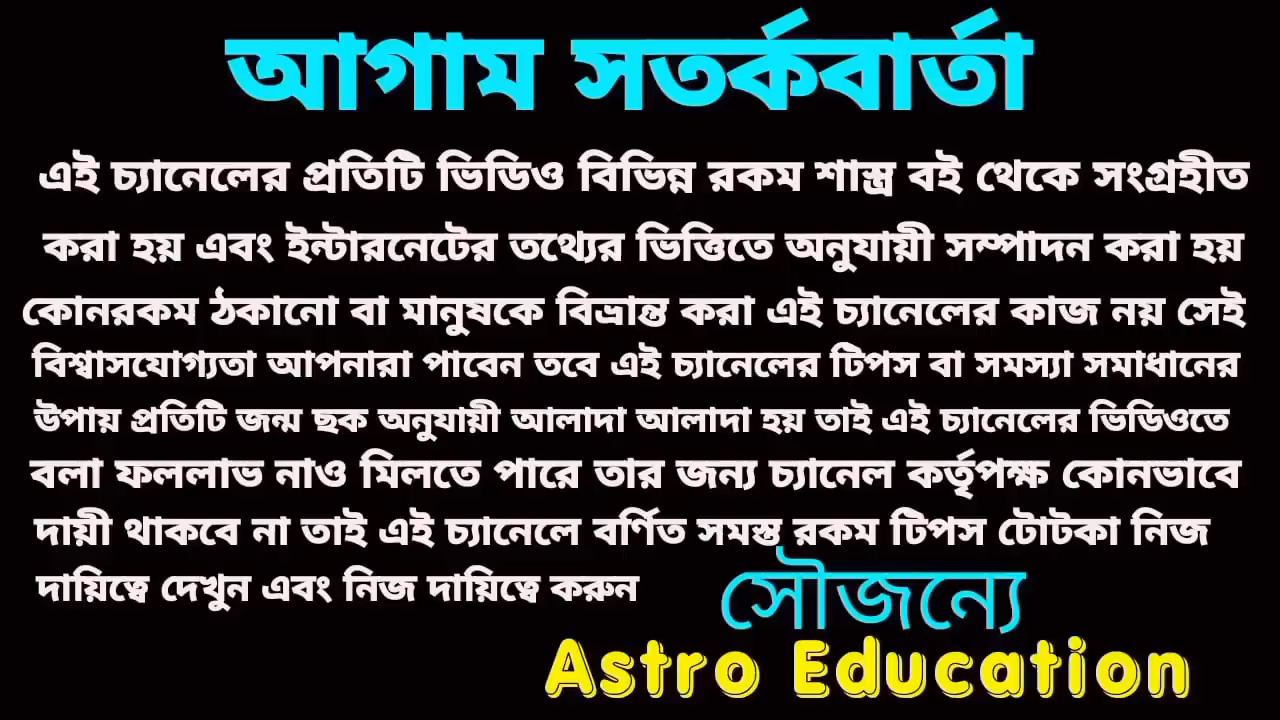 আগাম সতর্কবার্তা
এই চ্যানেলের প্রতিটি ভিডিও বিভিন্ন রকম শাস্ত্র বই থেকে সংগ্রহীত
করা হয় এবং ইন্টারনেটের তথ্যের ভিত্তিতে অনুযায়ী সম্পাদন করা হয়
কোনরকম ঠকানো বা মানুষকে বিভ্রান্ত করা এই চ্যানেলের কাজ নয় সেই
বিশ্বাসযোগ্যতা আপনারা পাবেন তবে এই চ্যানেলের টিপস বা সমস্যা সমাধানের
উপায় প্রতিটি জন্ম ছক অনুযায়ী আলাদা আলাদা হয় তাই এই চ্যানেলের ভিডিওতে
বলা ফললাভ নাও মিলতে পারে তার জন্য চ্যানেল কর্তৃপক্ষ কোনভাবে
দায়ী থাকবে না তাই এই চ্যানেলে বর্ণিত সমস্ত রকম টিপস টোটকা নিজ
দায়িত্বে দেখুন এবং নিজ দায়িত্বে করুন
সৌজন্যে
Astro Education